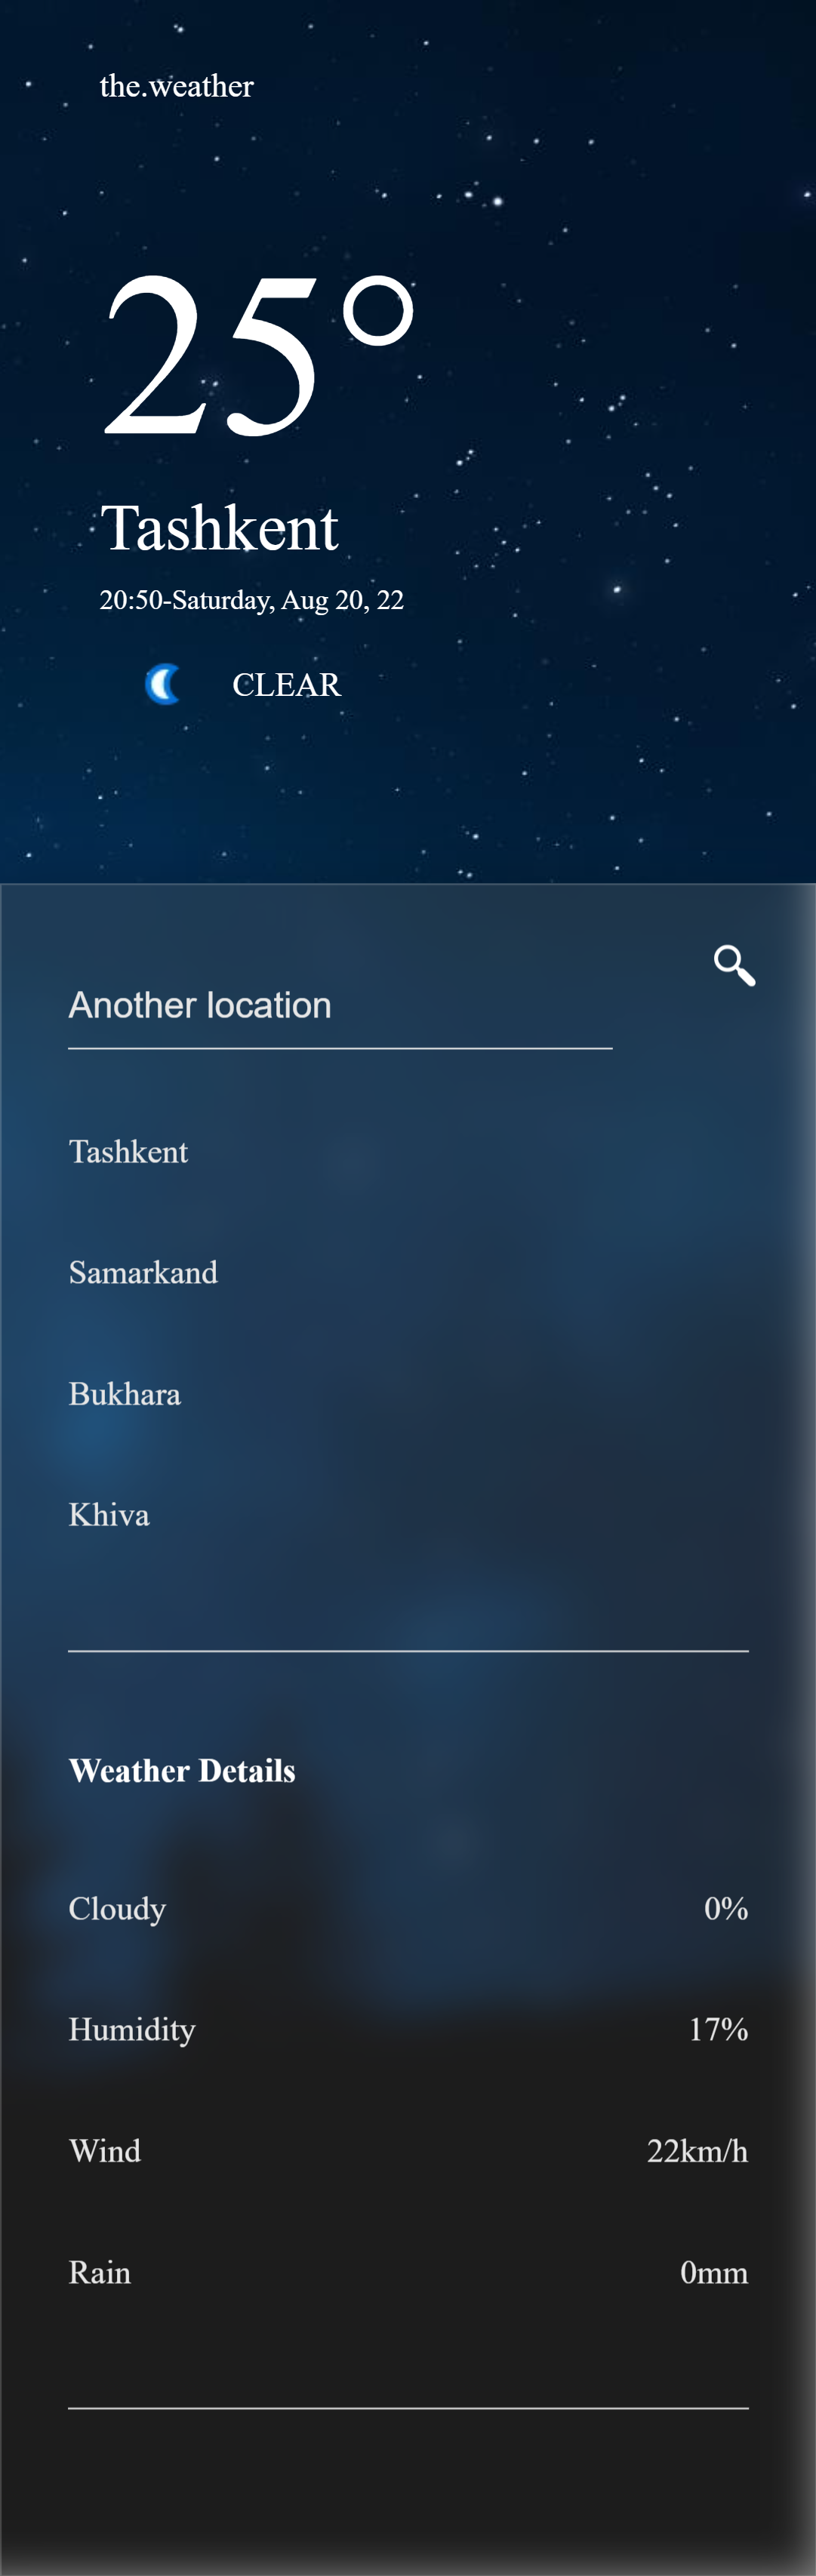 the.weather
25°
Tashkent
20:50-Saturday, Aug 20, 22
CLEAR
Another location
Tashkent
Samarkand
Bukhara
Khiva
Weather Details
Cloudy 0%
Humidity 17%
Wind 22km/h
Rain 0mm